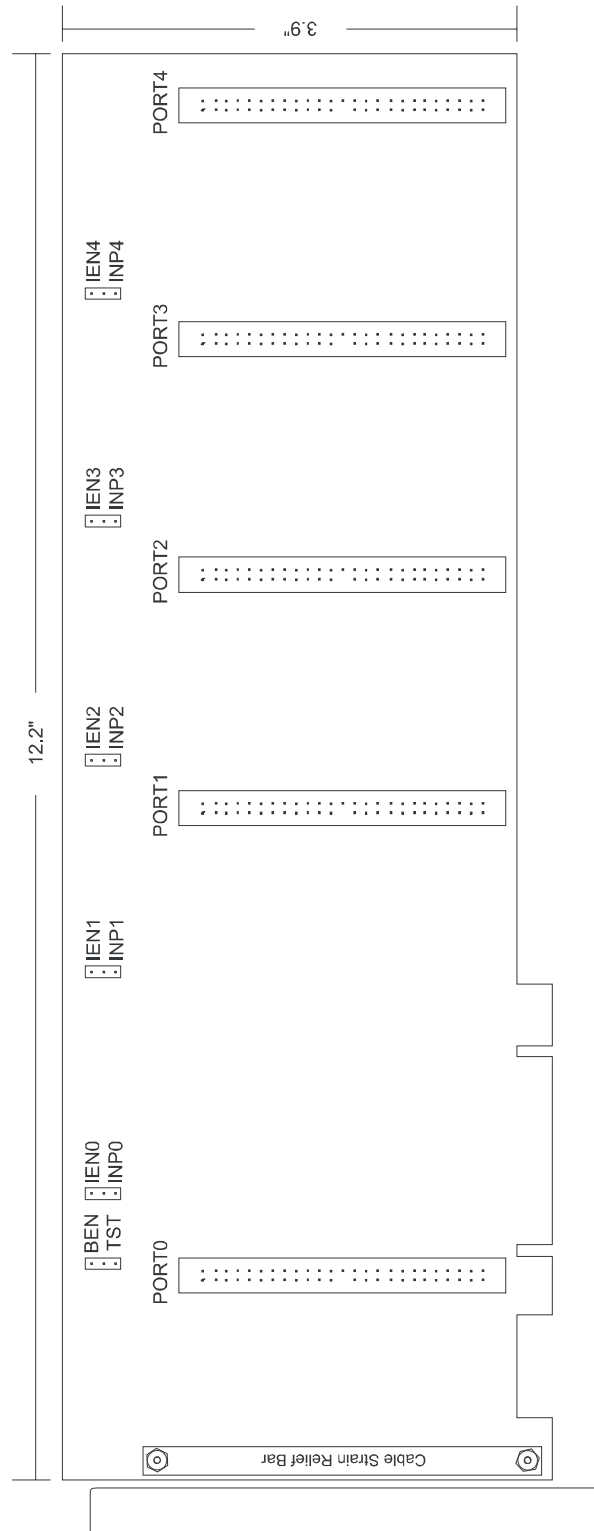 3.9"
12.2"
PORT4
IEN4
INP4
PORT3
IEN3
INP3
PORT2
IEN2
INP2
PORT1
IEN1
INP1
IEN0
INP0
BEN
TST
PORT0
Cable Strain Relief Bar